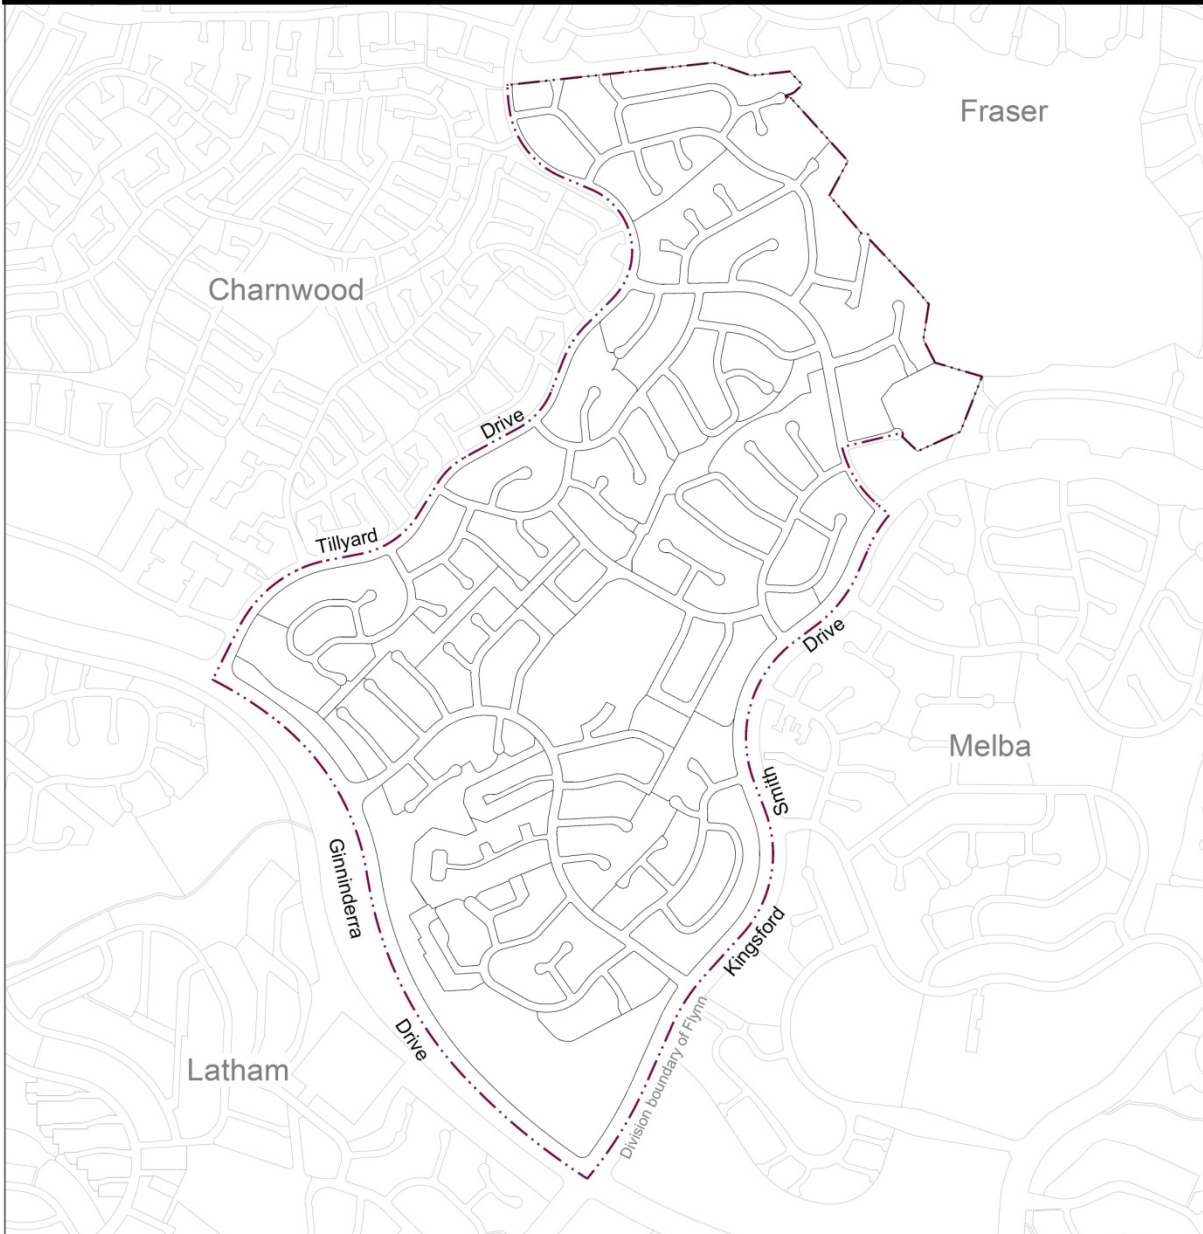 Fraser
Charnwood
Drive
Tillyard
Drive
Melba
Smith
Ginninderra
Kingsford
Drive
Division boundary of Flynn
Latham